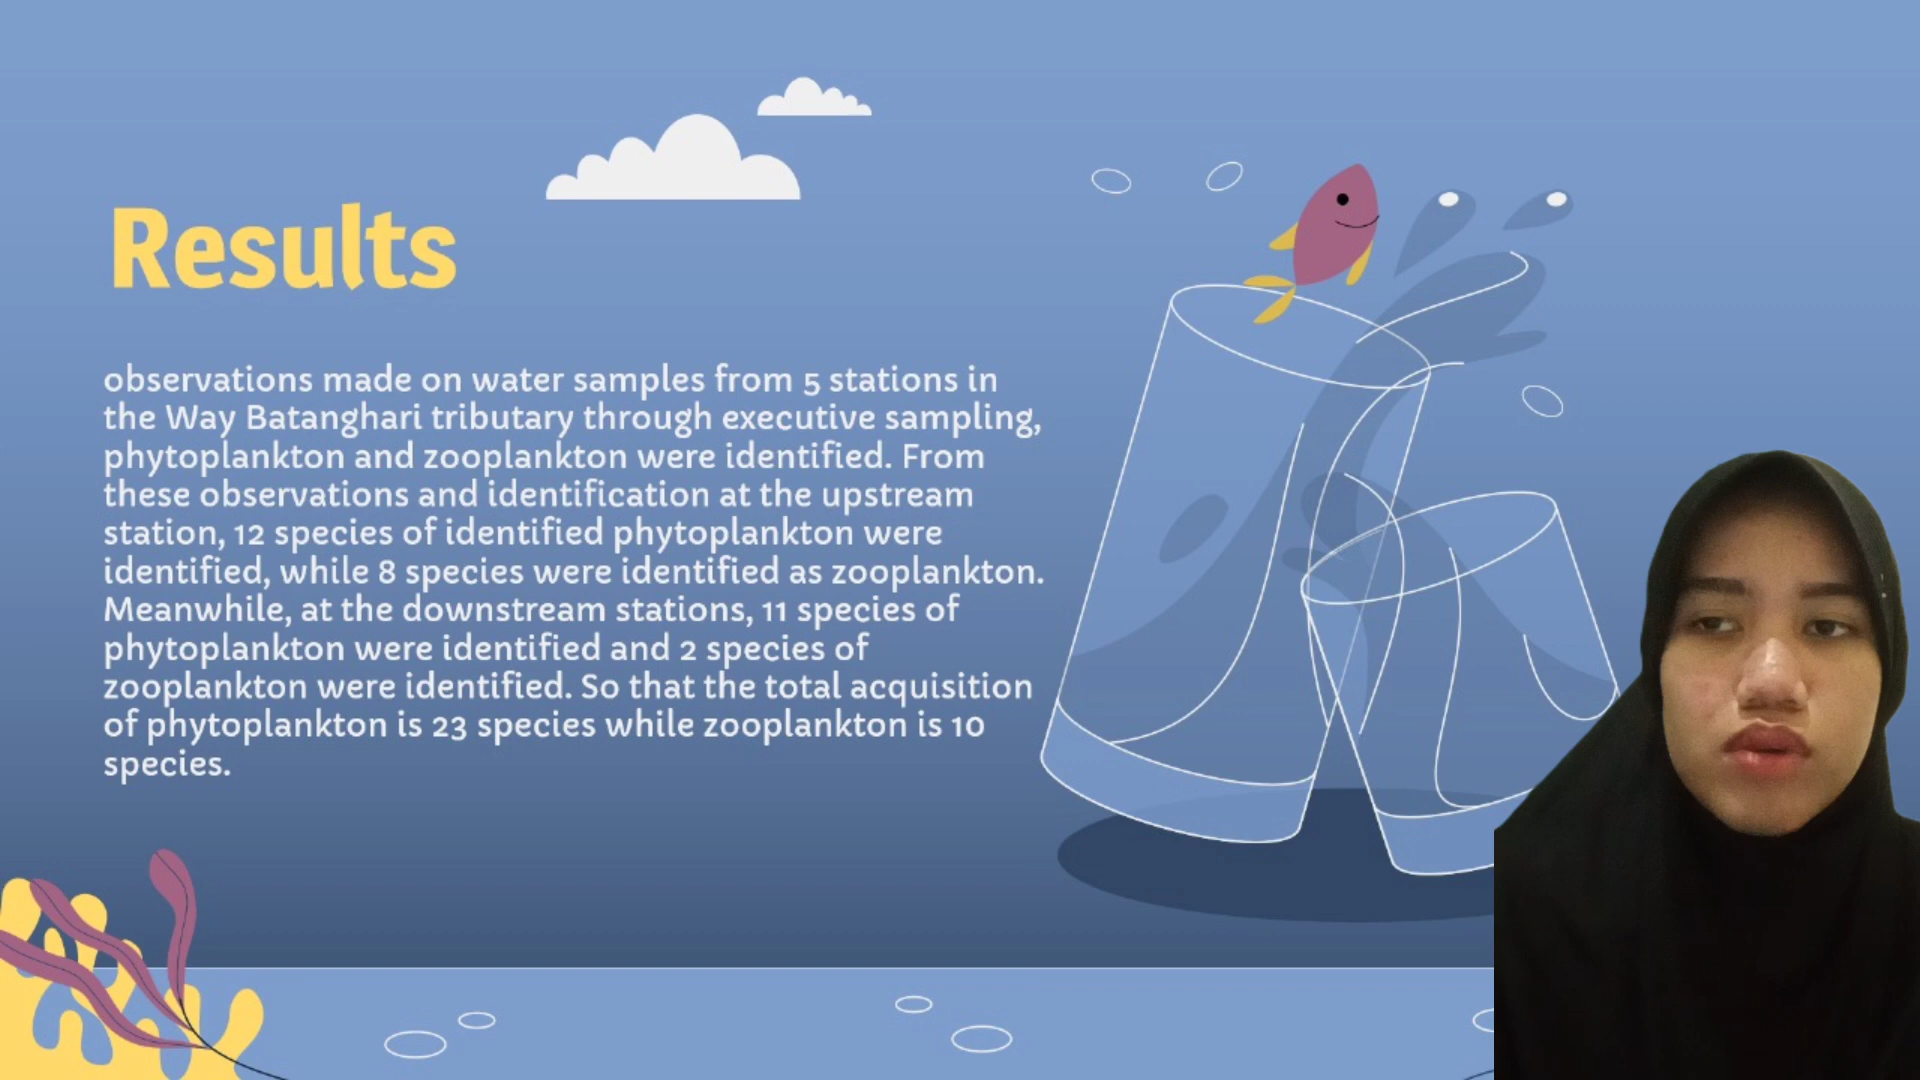 Results
observations made on water samples from 5 stations in
the Way Batanghari tributary through executive sampling,
phytoplankton and zooplankton were identified. From
these observations and identification at the upstream
station, 12 species of identified phytoplankton were
identified, while 8 species were identified as zooplankton.
Meanwhile, at the downstream stations, 11 species of
phytoplankton were identified and 2 species of
zooplankton were identified. So that the total acquisition
of phytoplankton is 23 species while zooplankton is 10
species.